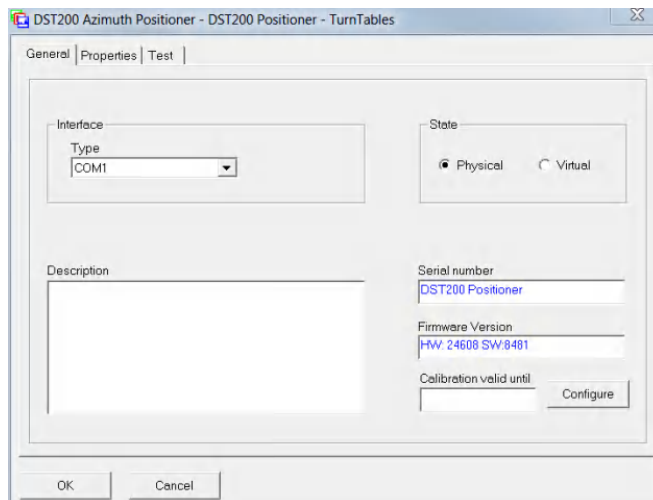 DST200 Azimuth Positioner - DST200 Positioner - TurnTables
General Properties Test
Interface
Type
COM1
State
Physical Virtual
Description
Serial number
DST200 Positioner
Firmware Version
HW: 24608 SW:8481
Calibration valid until
Configure
OK Cancel